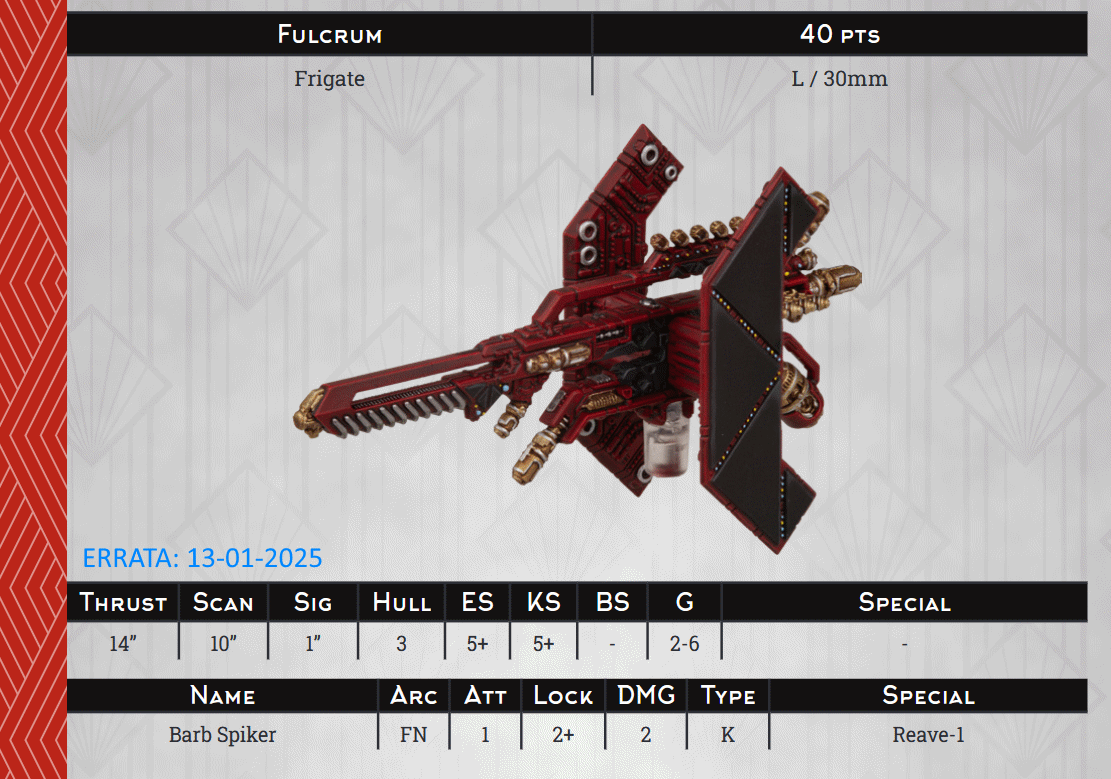 Fulcrum 40 pts
Frigate L / 30mm
ERRATA: 13-01-2025
Thrust Scan Sig Hull ES KS BS G Special
14” 10” 1” 3 5+ 5+ - 2-6 -
Name Arc Att Lock DMG Type Special
Barb Spiker FN 1 2+ 2 K Reave-1